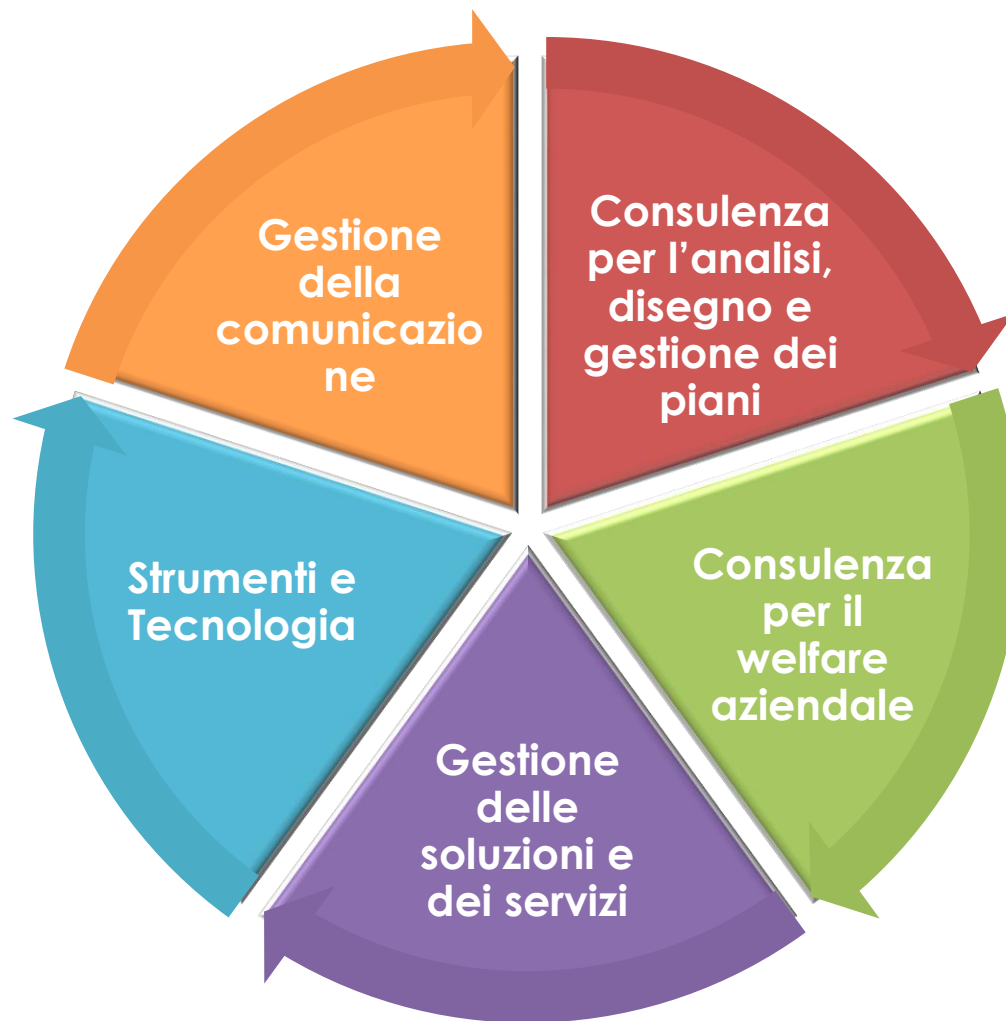 Consulenza
per l’analisi,
disegno e
gestione dei
piani
Consulenza
per il
welfare
aziendale
Gestione
delle
soluzioni e
dei servizi
Strumenti e
Tecnologia
Gestione
della
comunicazio
ne